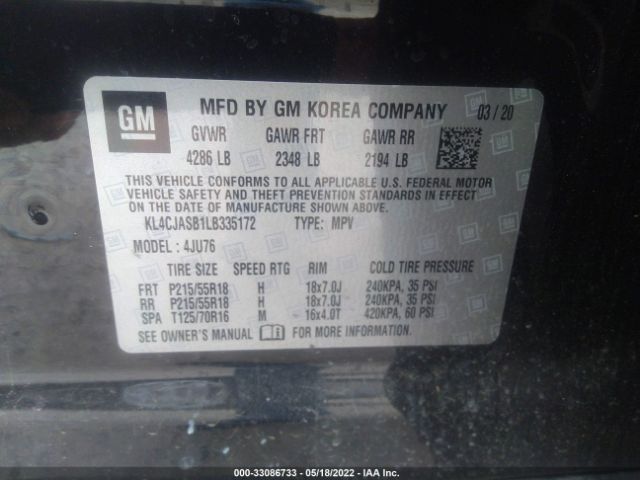 GM
MFD BY GM KOREA COMPANY 03/20
GVWR GAWR FRT GAWR RR
4286 LB 2348 LB 2194 LB
THIS VEHICLE CONFORMS TO ALL APPLICABLE U.S. FEDERAL MOTOR
VEHICLE SAFETY AND THEFT PREVENTION STANDARDS IN EFFECT
ON THE DATE OF MANUFACTURE SHOWN ABOVE.
KL4CJASB1LB335172 TYPE: MPV
MODEL : 4JU76
TIRE SIZE SPEED RTG RIM COLD TIRE PRESSURE
FRT P215/55R18 H 18x7.0J 240KPA, 35 PSI
RR P215/55R18 H 18x7.0J 240KPA, 35 PSI
SPA T125/70R16 M 16x4.0T 420KPA, 60 PSI
SEE OWNER'S MANUAL FOR MORE INFORMATION.
000-33086733 - 05/18/2022 - IAA Inc.